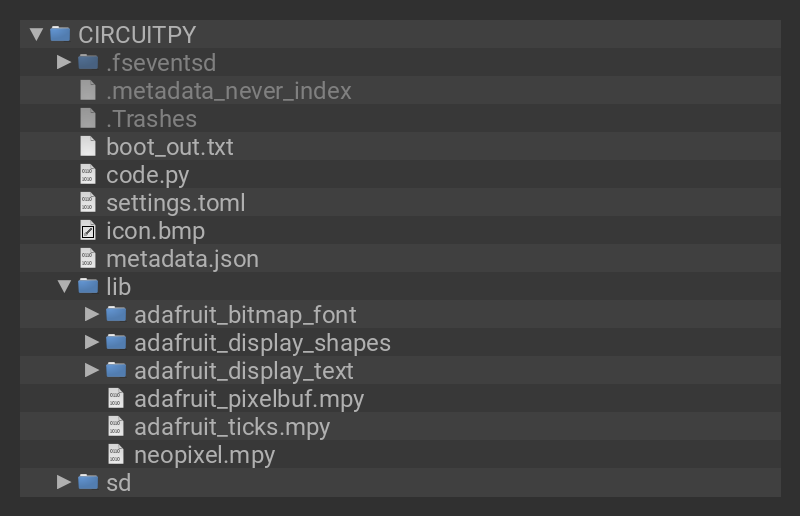 CIRCUITPY
.fseventsd
.metadata_never_index
.Trashes
boot_out.txt
code.py
settings.toml
icon.bmp
metadata.json
lib
adafruit_bitmap_font
adafruit_display_shapes
adafruit_display_text
adafruit_pixelbuf.mpy
adafruit_ticks.mpy
neopixel.mpy
sd